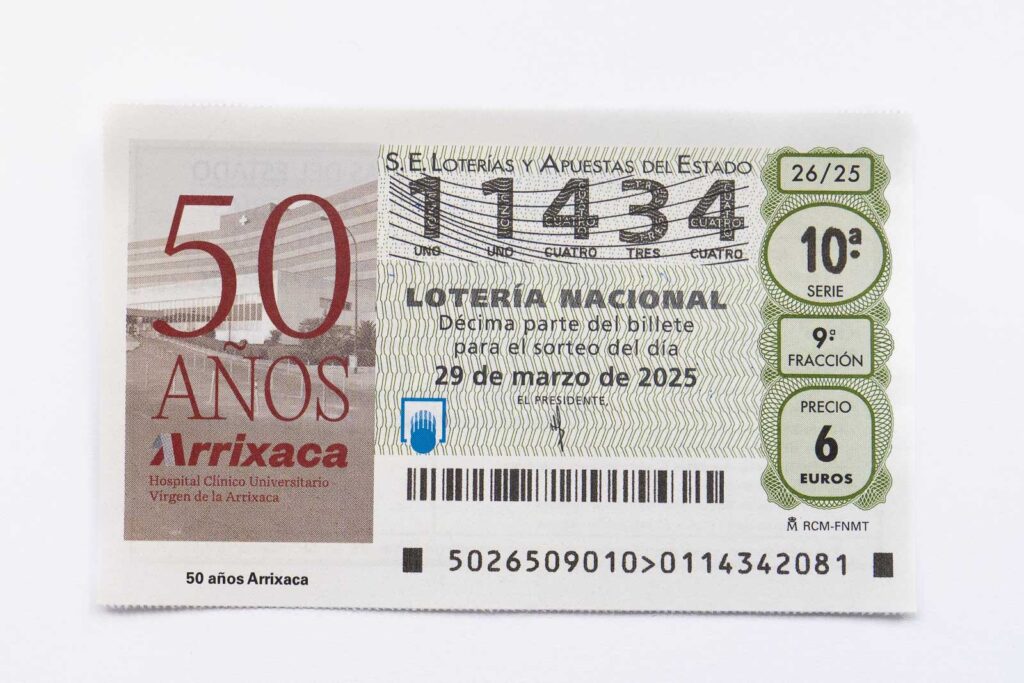 50
AÑOS
Arrixaca
Hospital Clínico Universitario
Virgen de la Arrixaca
50 años Arrixaca
S.E. LOTERÍAS Y APUESTAS DEL ESTADO
11434
UNO UNO CUATRO TRES CUATRO
LOTERÍA NACIONAL
Décima parte del billete
para el sorteo del día
29 de marzo de 2025
EL PRESIDENTE,
26/25
10ª
SERIE
9ª
FRACCIÓN
PRECIO
6
EUROS
RCM-FNMT
5026509010>0114342081